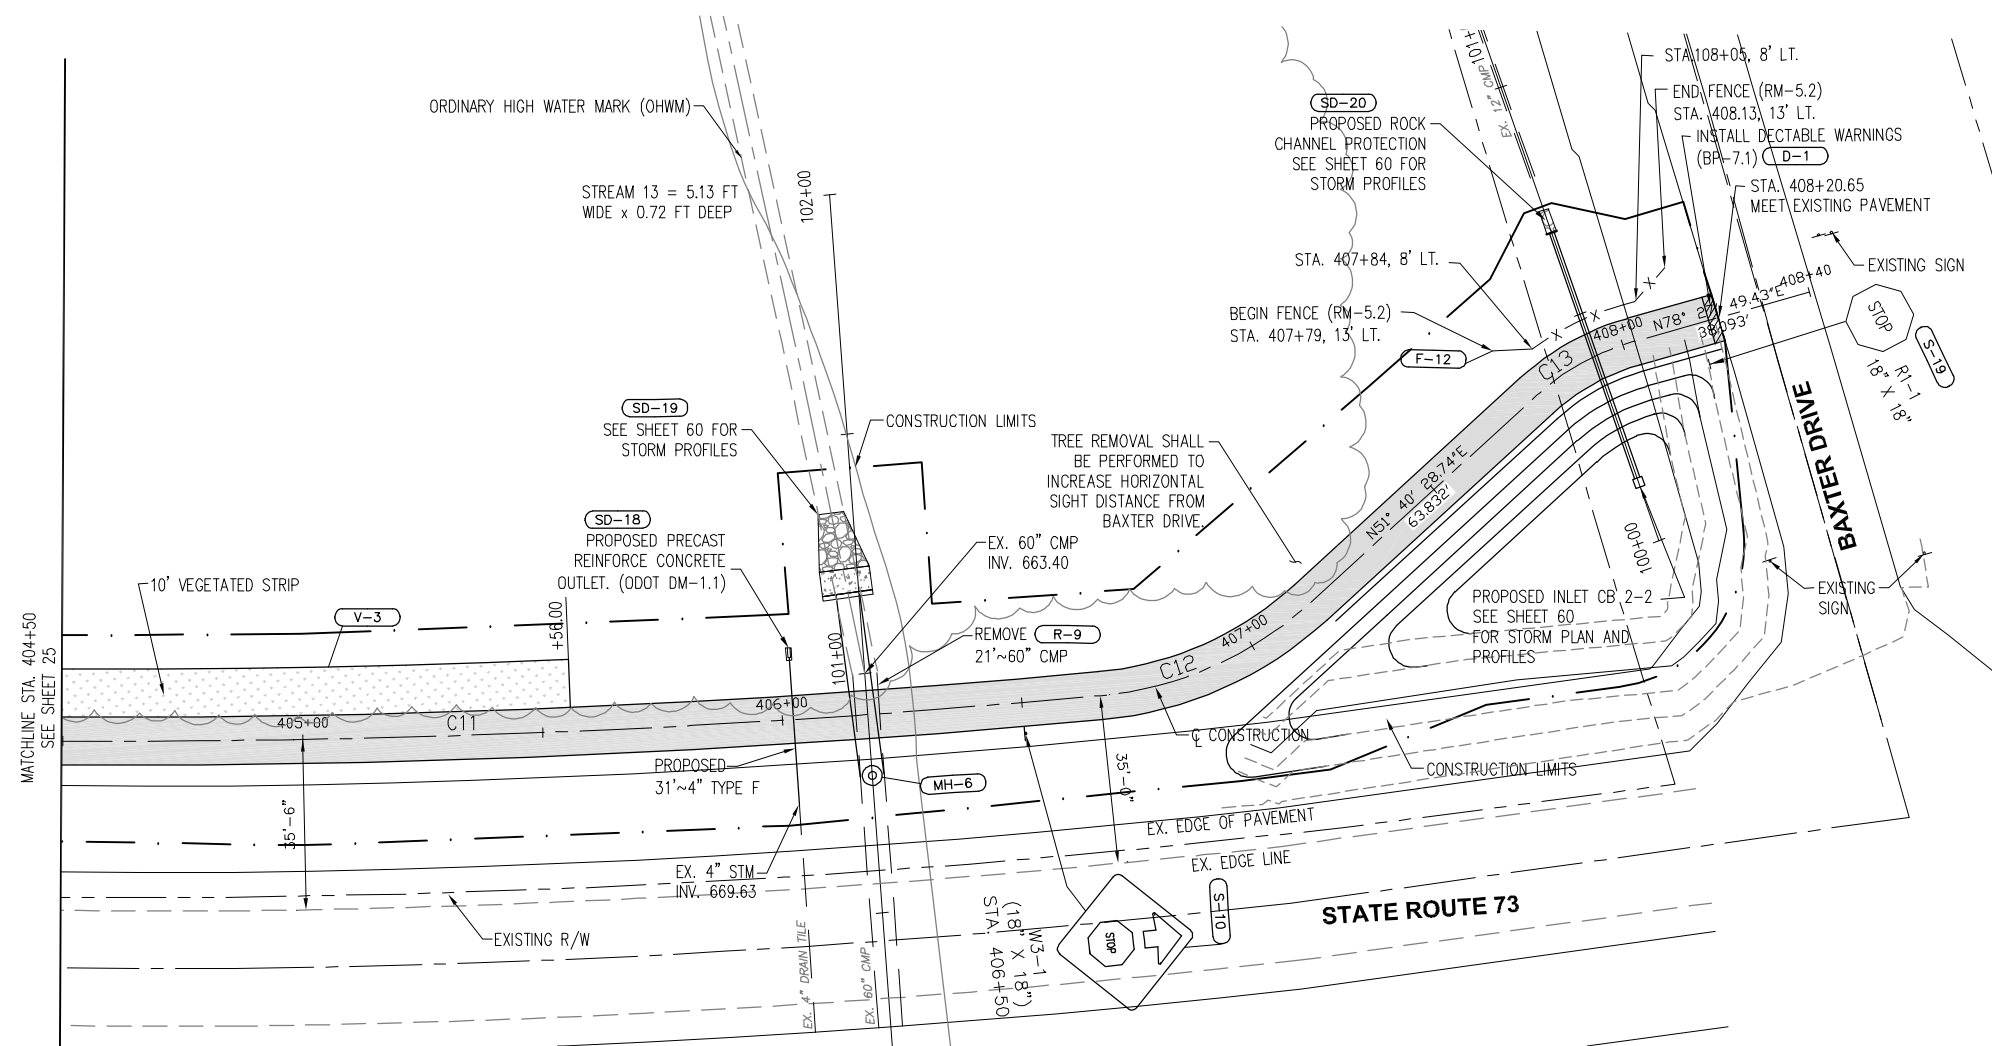 ORDINARY HIGH WATER MARK (OHWM)
STREAM 13 = 5.13 FT
WIDE x 0.72 FT DEEP
102+00
101+
EX. 12" CMP
SD-20
PROPOSED ROCK
CHANNEL PROTECTION
SEE SHEET 60 FOR
STORM PROFILES
STA.108+05, 8' LT.
END FENCE (RM-5.2)
STA. 408.13, 13' LT.
INSTALL DECTABLE WARNINGS
(BP-7.1) D-1
STA. 408+20.65
MEET EXISTING PAVEMENT
EXISTING SIGN
STA. 407+84, 8' LT.
BEGIN FENCE (RM-5.2)
STA. 407+79, 13' LT.
F-12
408+40
408+00
N78° 27' 49.43"E
38.093'
C13
STOP
R1-1
18" X 18"
S-19
BAXTER DRIVE
SD-19
SEE SHEET 60 FOR
STORM PROFILES
CONSTRUCTION LIMITS
TREE REMOVAL SHALL
BE PERFORMED TO
INCREASE HORIZONTAL
SIGHT DISTANCE FROM
BAXTER DRIVE.
N51° 40' 28.74"E
63.832'
SD-18
PROPOSED PRECAST
REINFORCE CONCRETE
OUTLET. (ODOT DM-1.1)
EX. 60" CMP
INV. 663.40
100+00
10' VEGETATED STRIP
V-3
+56.00
REMOVE R-9
21'~60" CMP
PROPOSED INLET CB 2-2
SEE SHEET 60
FOR STORM PLAN AND
PROFILES
EXISTING
SIGN
MATCHLINE STA. 404+50
SEE SHEET 25
101+00
407+00
C12
405+00
C11
406+00
℄ CONSTRUCTION
CONSTRUCTION LIMITS
PROPOSED
31'~4" TYPE F
MH-6
35'-6"
35'-0"
EX. EDGE OF PAVEMENT
EX. EDGE LINE
EX. 4" STM
INV. 669.63
EXISTING R/W
EX. 4" DRAIN TILE
EX. 60" CMP
W3-1
(18" X 18")
STA. 406+50
STOP
S-10
STATE ROUTE 73